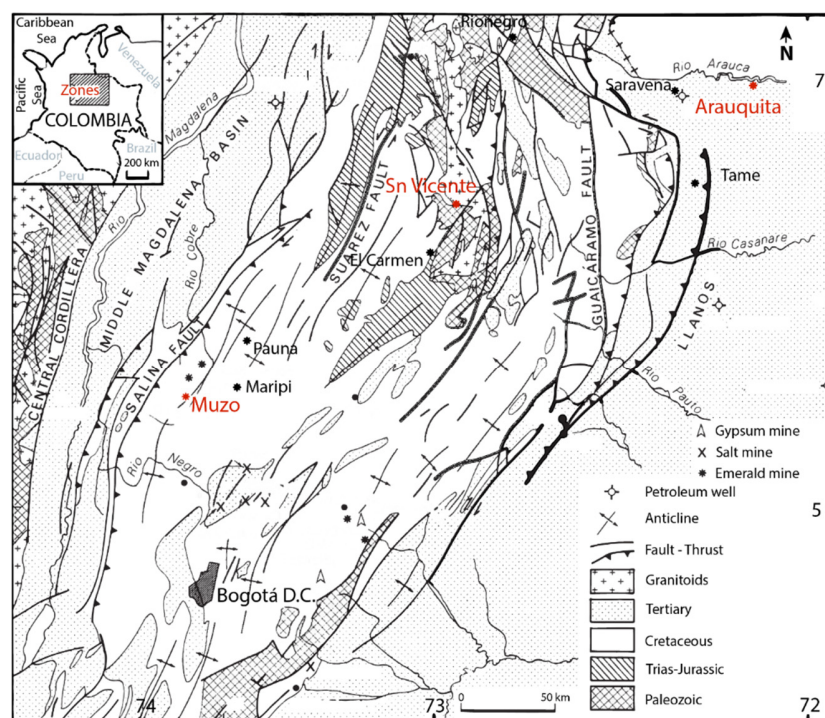 Caribbean
Sea
Venezuela
Pacific
Sea
Zones
COLOMBIA
Ecuador
Brazil
Peru
200 km
Rionegro
N
Rio Arauca
7
Saravena
Arauquita
Magdalena
Rio
MIDDLE MAGDALENA BASIN
CENTRAL CORDILLERA
Rio Cobre
SUAREZ FAULT
Sn Vicente
El Carmen
GUAICARAMO FAULT
Tame
Rio Casanare
LLANOS
SALINA FAULT
Pauna
Maripi
Muzo
Rio Pauto
Rio Negro
Bogotá D.C.
Gypsum mine
Salt mine
Emerald mine
Petroleum well
5
Anticline
Fault - Thrust
Granitoids
Tertiary
Cretaceous
Trias-Jurassic
Paleozoic
0
50 km
74
73
72